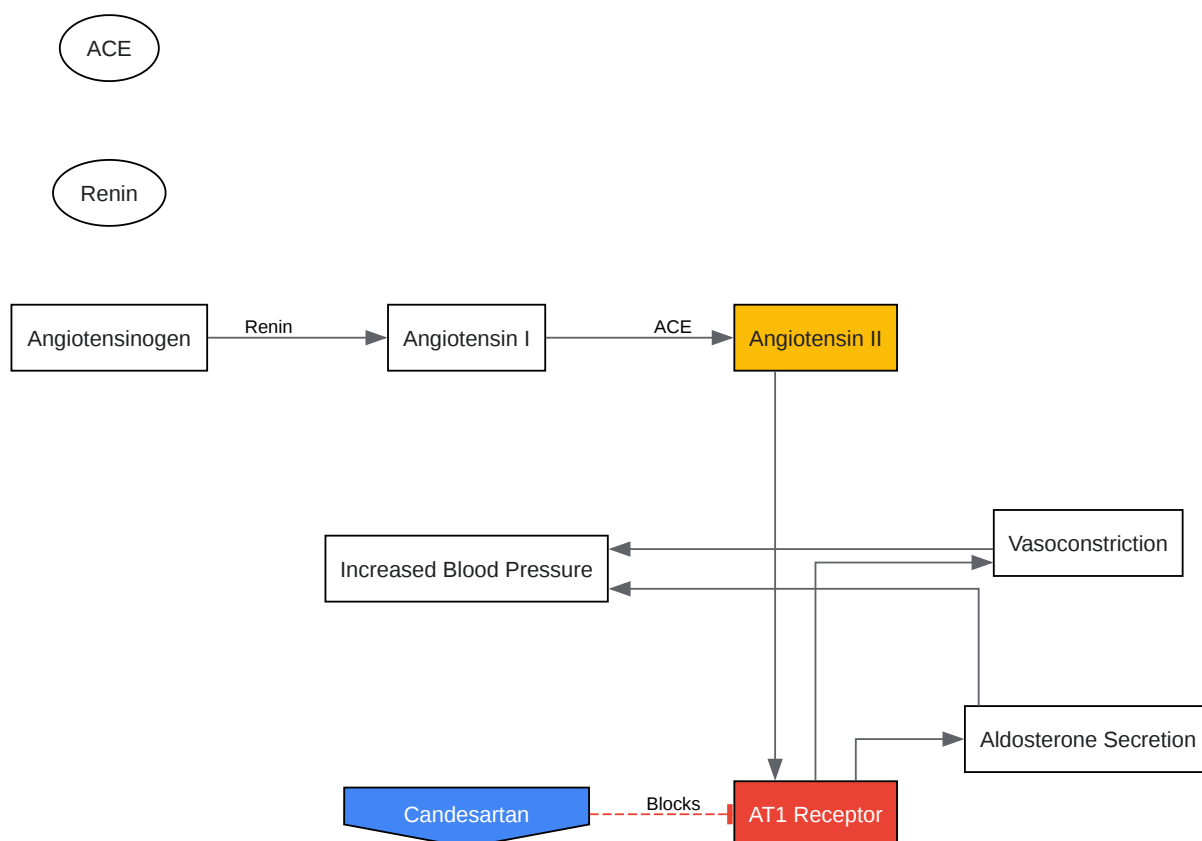 ACE
Renin
Renin
ACE
Angiotensinogen
Angiotensin I
Angiotensin II
Vasoconstriction
Increased Blood Pressure
Aldosterone Secretion
Blocks
Candesartan
AT1 Receptor